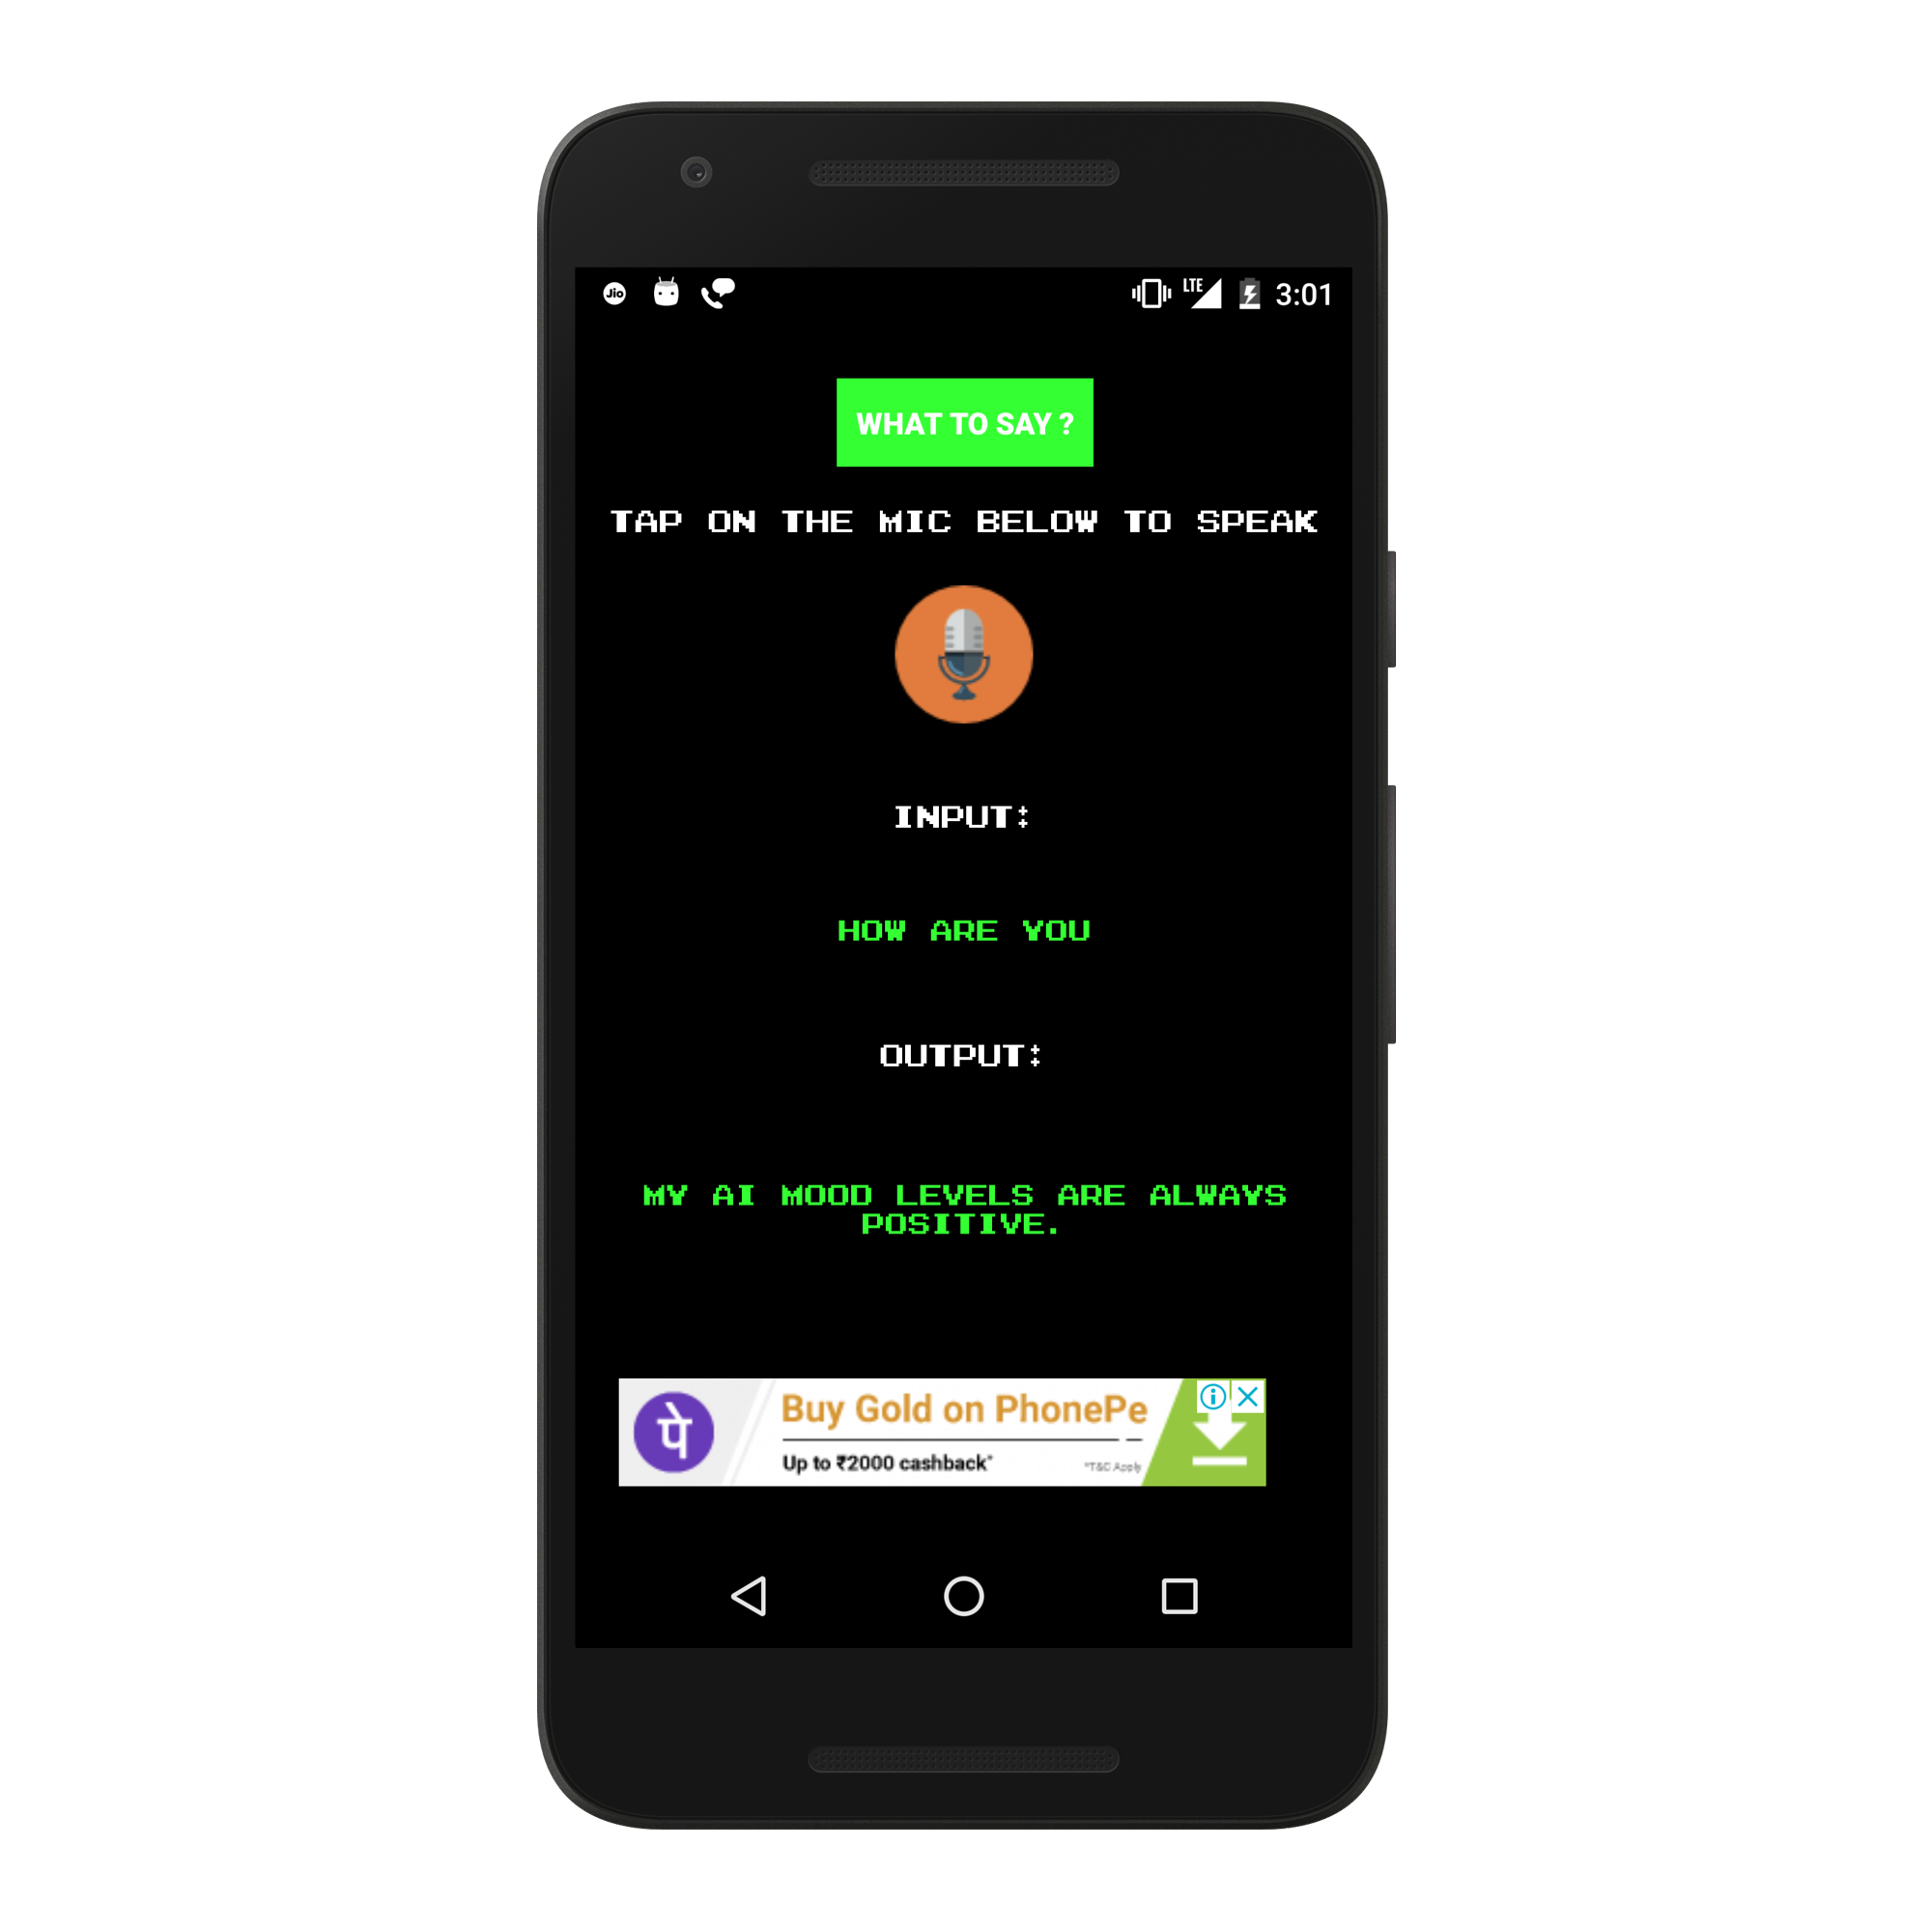 Jio
LTE 3:01
WHAT TO SAY ?
TAP ON THE MIC BELOW TO SPEAK
INPUT:
HOW ARE YOU
OUTPUT:
MY AI MOOD LEVELS ARE ALWAYS
POSITIVE.
पे
Buy Gold on PhonePe
Up to ₹2000 cashback*
*T&C Apply